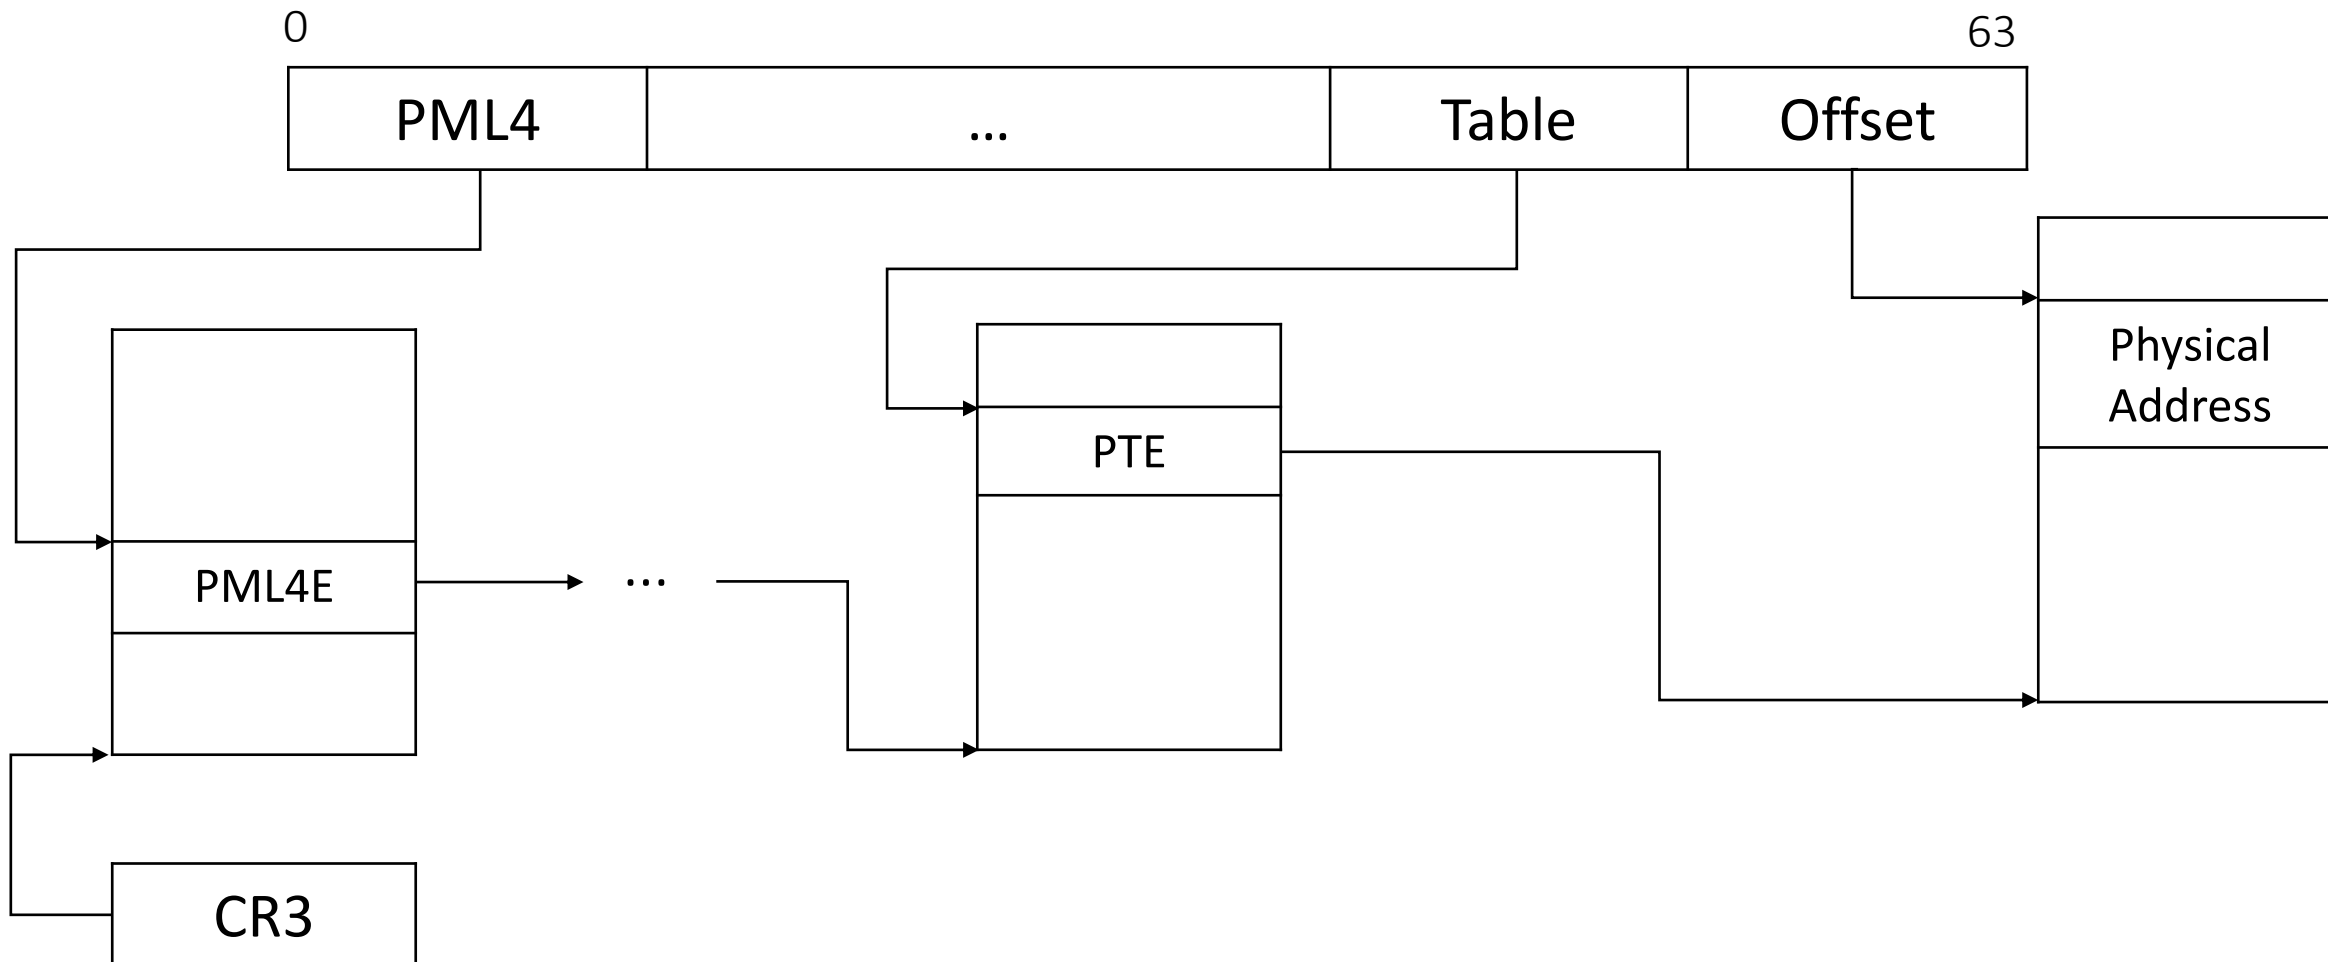 0 63
PML4 ... Table Offset
Physical
Address
PTE
PML4E ...
CR3